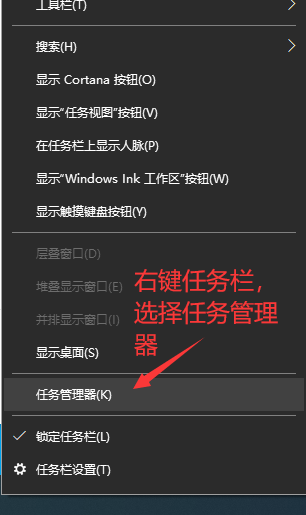 工具栏(T)
搜索(H)
显示 Cortana 按钮(O)
显示“任务视图”按钮(V)
在任务栏上显示人脉(P)
显示“Windows Ink 工作区”按钮(W)
显示触摸键盘按钮(Y)
层叠窗口(D)
堆叠显示窗口(E)
并排显示窗口(I)
显示桌面(S)
右键任务栏，
选择任务管理
器
任务管理器(K)
锁定任务栏(L)
任务栏设置(T)